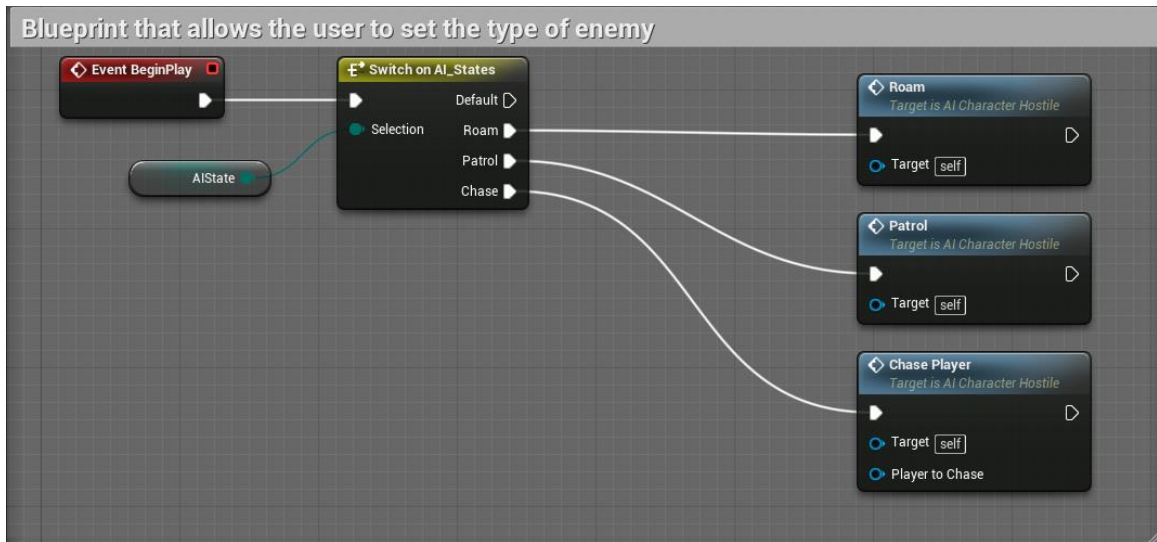 Blueprint that allows the user to set the type of enemy
Event BeginPlay
AIState
Switch on AI_States
Default
Selection
Roam
Patrol
Chase
Roam
Target is AI Character Hostile
Target self
Patrol
Target is AI Character Hostile
Target self
Chase Player
Target is AI Character Hostile
Target self
Player to Chase